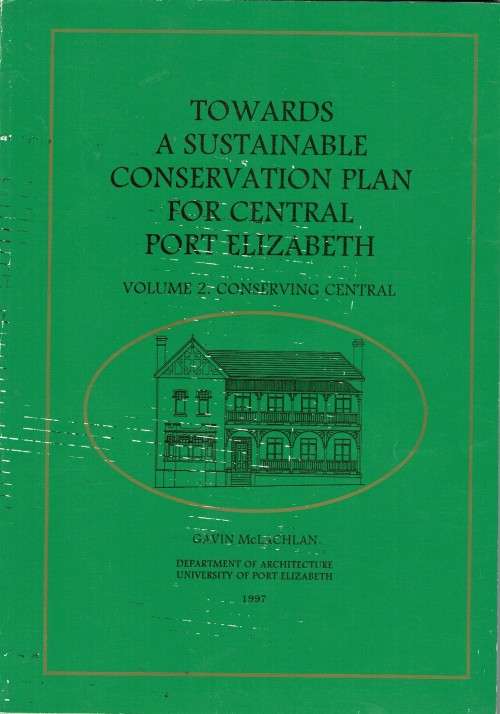 TOWARDS
A SUSTAINABLE
CONSERVATION PLAN
FOR CENTRAL
PORT ELIZABETH
VOLUME 2: CONSERVING CENTRAL
GAVIN McLACHLAN
DEPARTMENT OF ARCHITECTURE
UNIVERSITY OF PORT ELIZABETH
1997